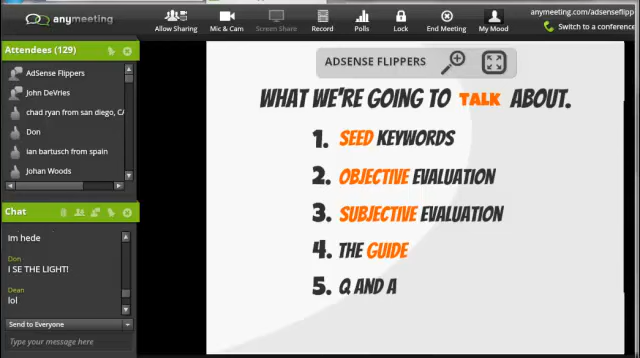 anymeeting
Allow Sharing
Mic & Cam
Screen Share
Record
Polls
Lock
End Meeting
My Mood
anymeeting.com/adsenseflipp
Switch to a conference
Attendees (129)
AdSense Flippers
John DeVries
chad ryan from san diego, CA
Don
ian bartusch from spain
Johan Woods
Chat
Im hede
Don
I SE THE LIGHT!
Dean
lol
Send to Everyone
Type your message here
ADSENSE FLIPPERS
WHAT WE'RE GOING TO TALK ABOUT.
1. SEED KEYWORDS
2. OBJECTIVE EVALUATION
3. SUBJECTIVE EVALUATION
4. THE GUIDE
5. Q AND A